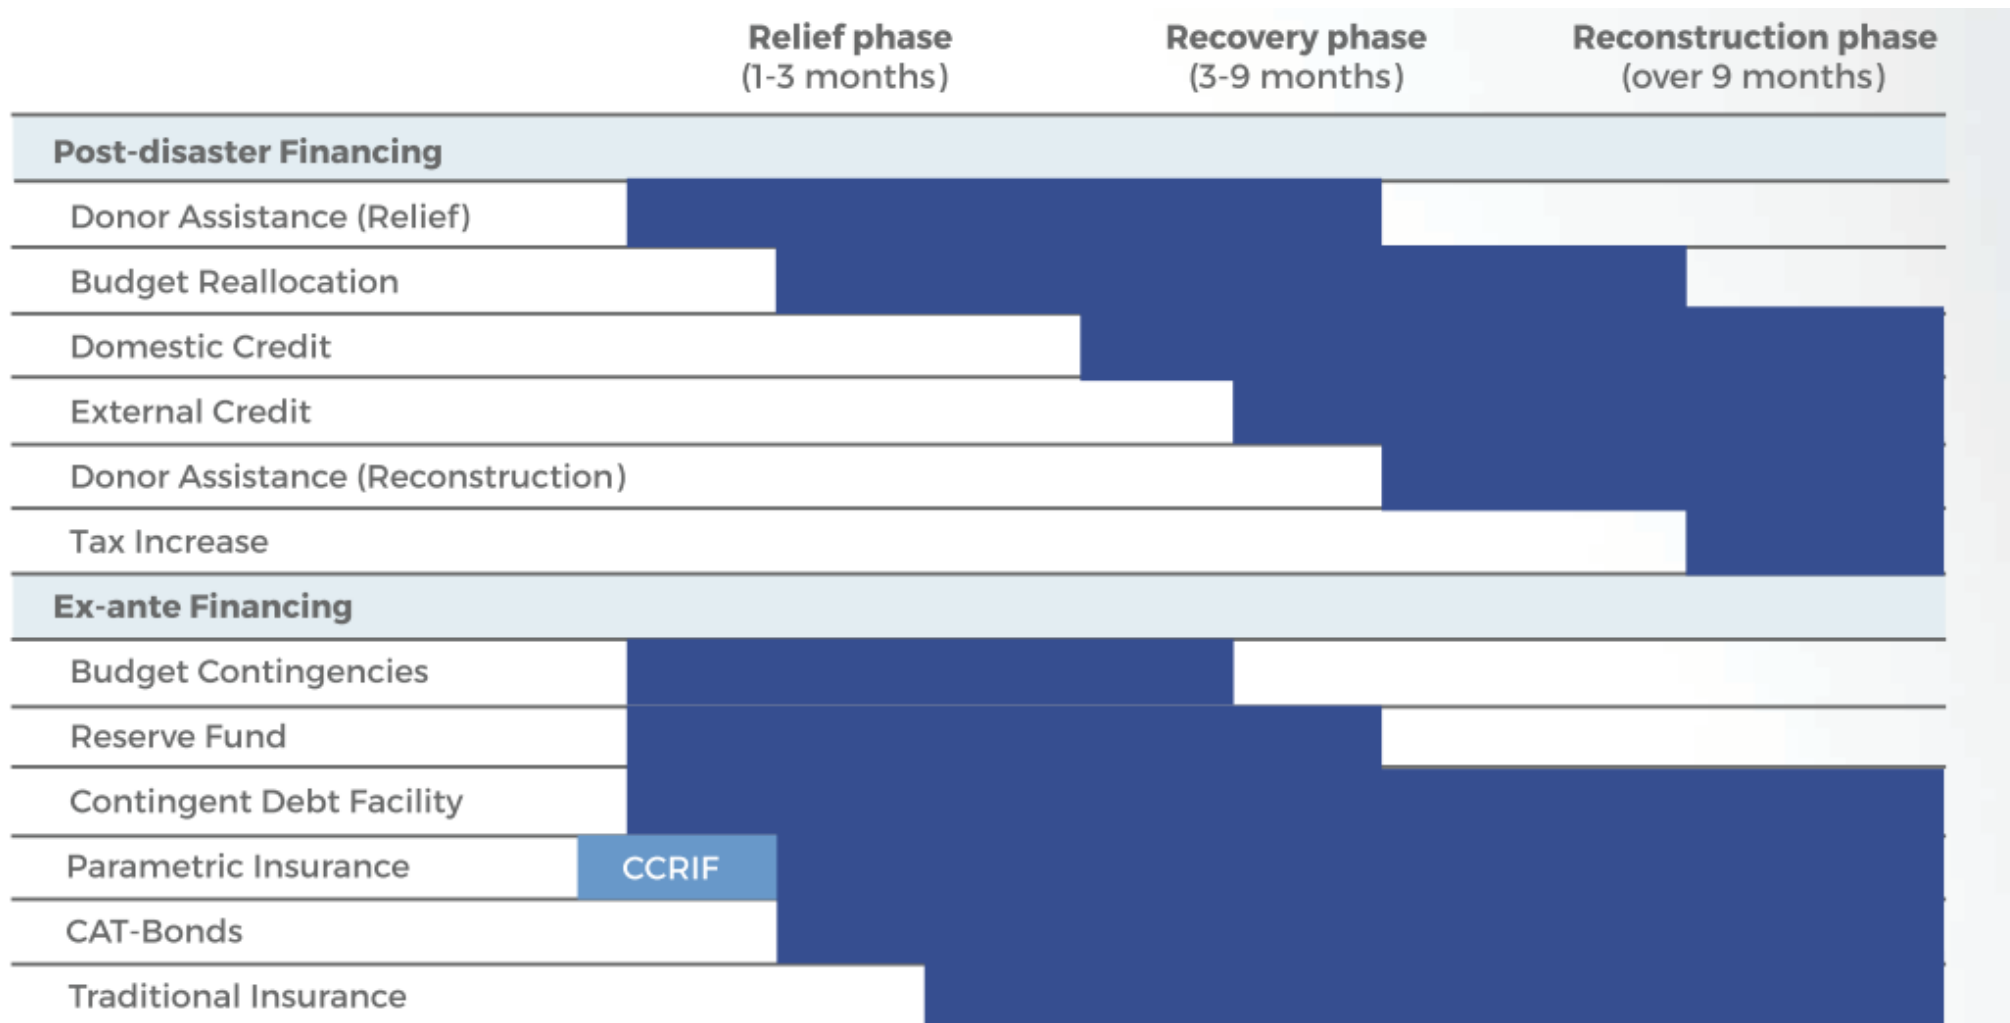 Relief phase Recovery phase Reconstruction phase
(1-3 months) (3-9 months) (over 9 months)
Post-disaster Financing
Donor Assistance (Relief)
Budget Reallocation
Domestic Credit
External Credit
Donor Assistance (Reconstruction)
Tax Increase
Ex-ante Financing
Budget Contingencies
Reserve Fund
Contingent Debt Facility
Parametric Insurance CCRIF
CAT-Bonds
Traditional Insurance